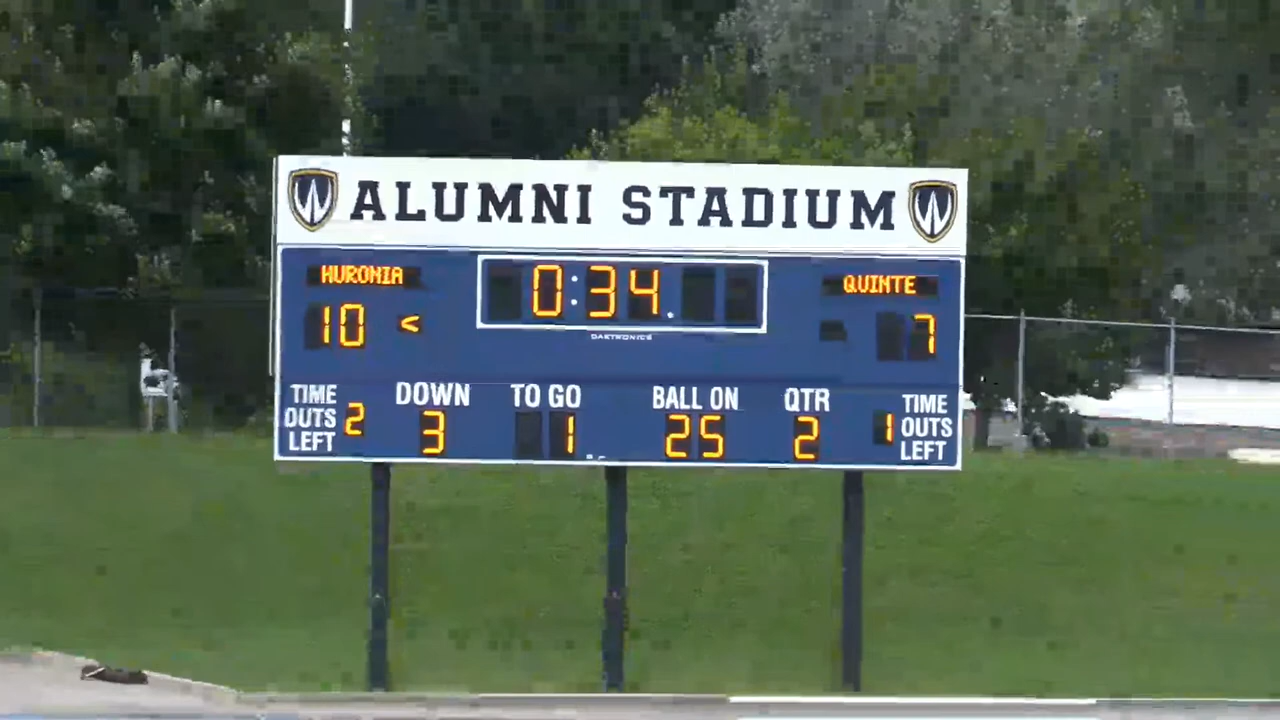 ALUMNI STADIUM
HURONIA 0:34 QUINTE
10 < 7
DAKTRONICS
TIME OUTS LEFT 2 DOWN 3 TO GO 1 BALL ON 25 QTR 2 1 TIME OUTS LEFT